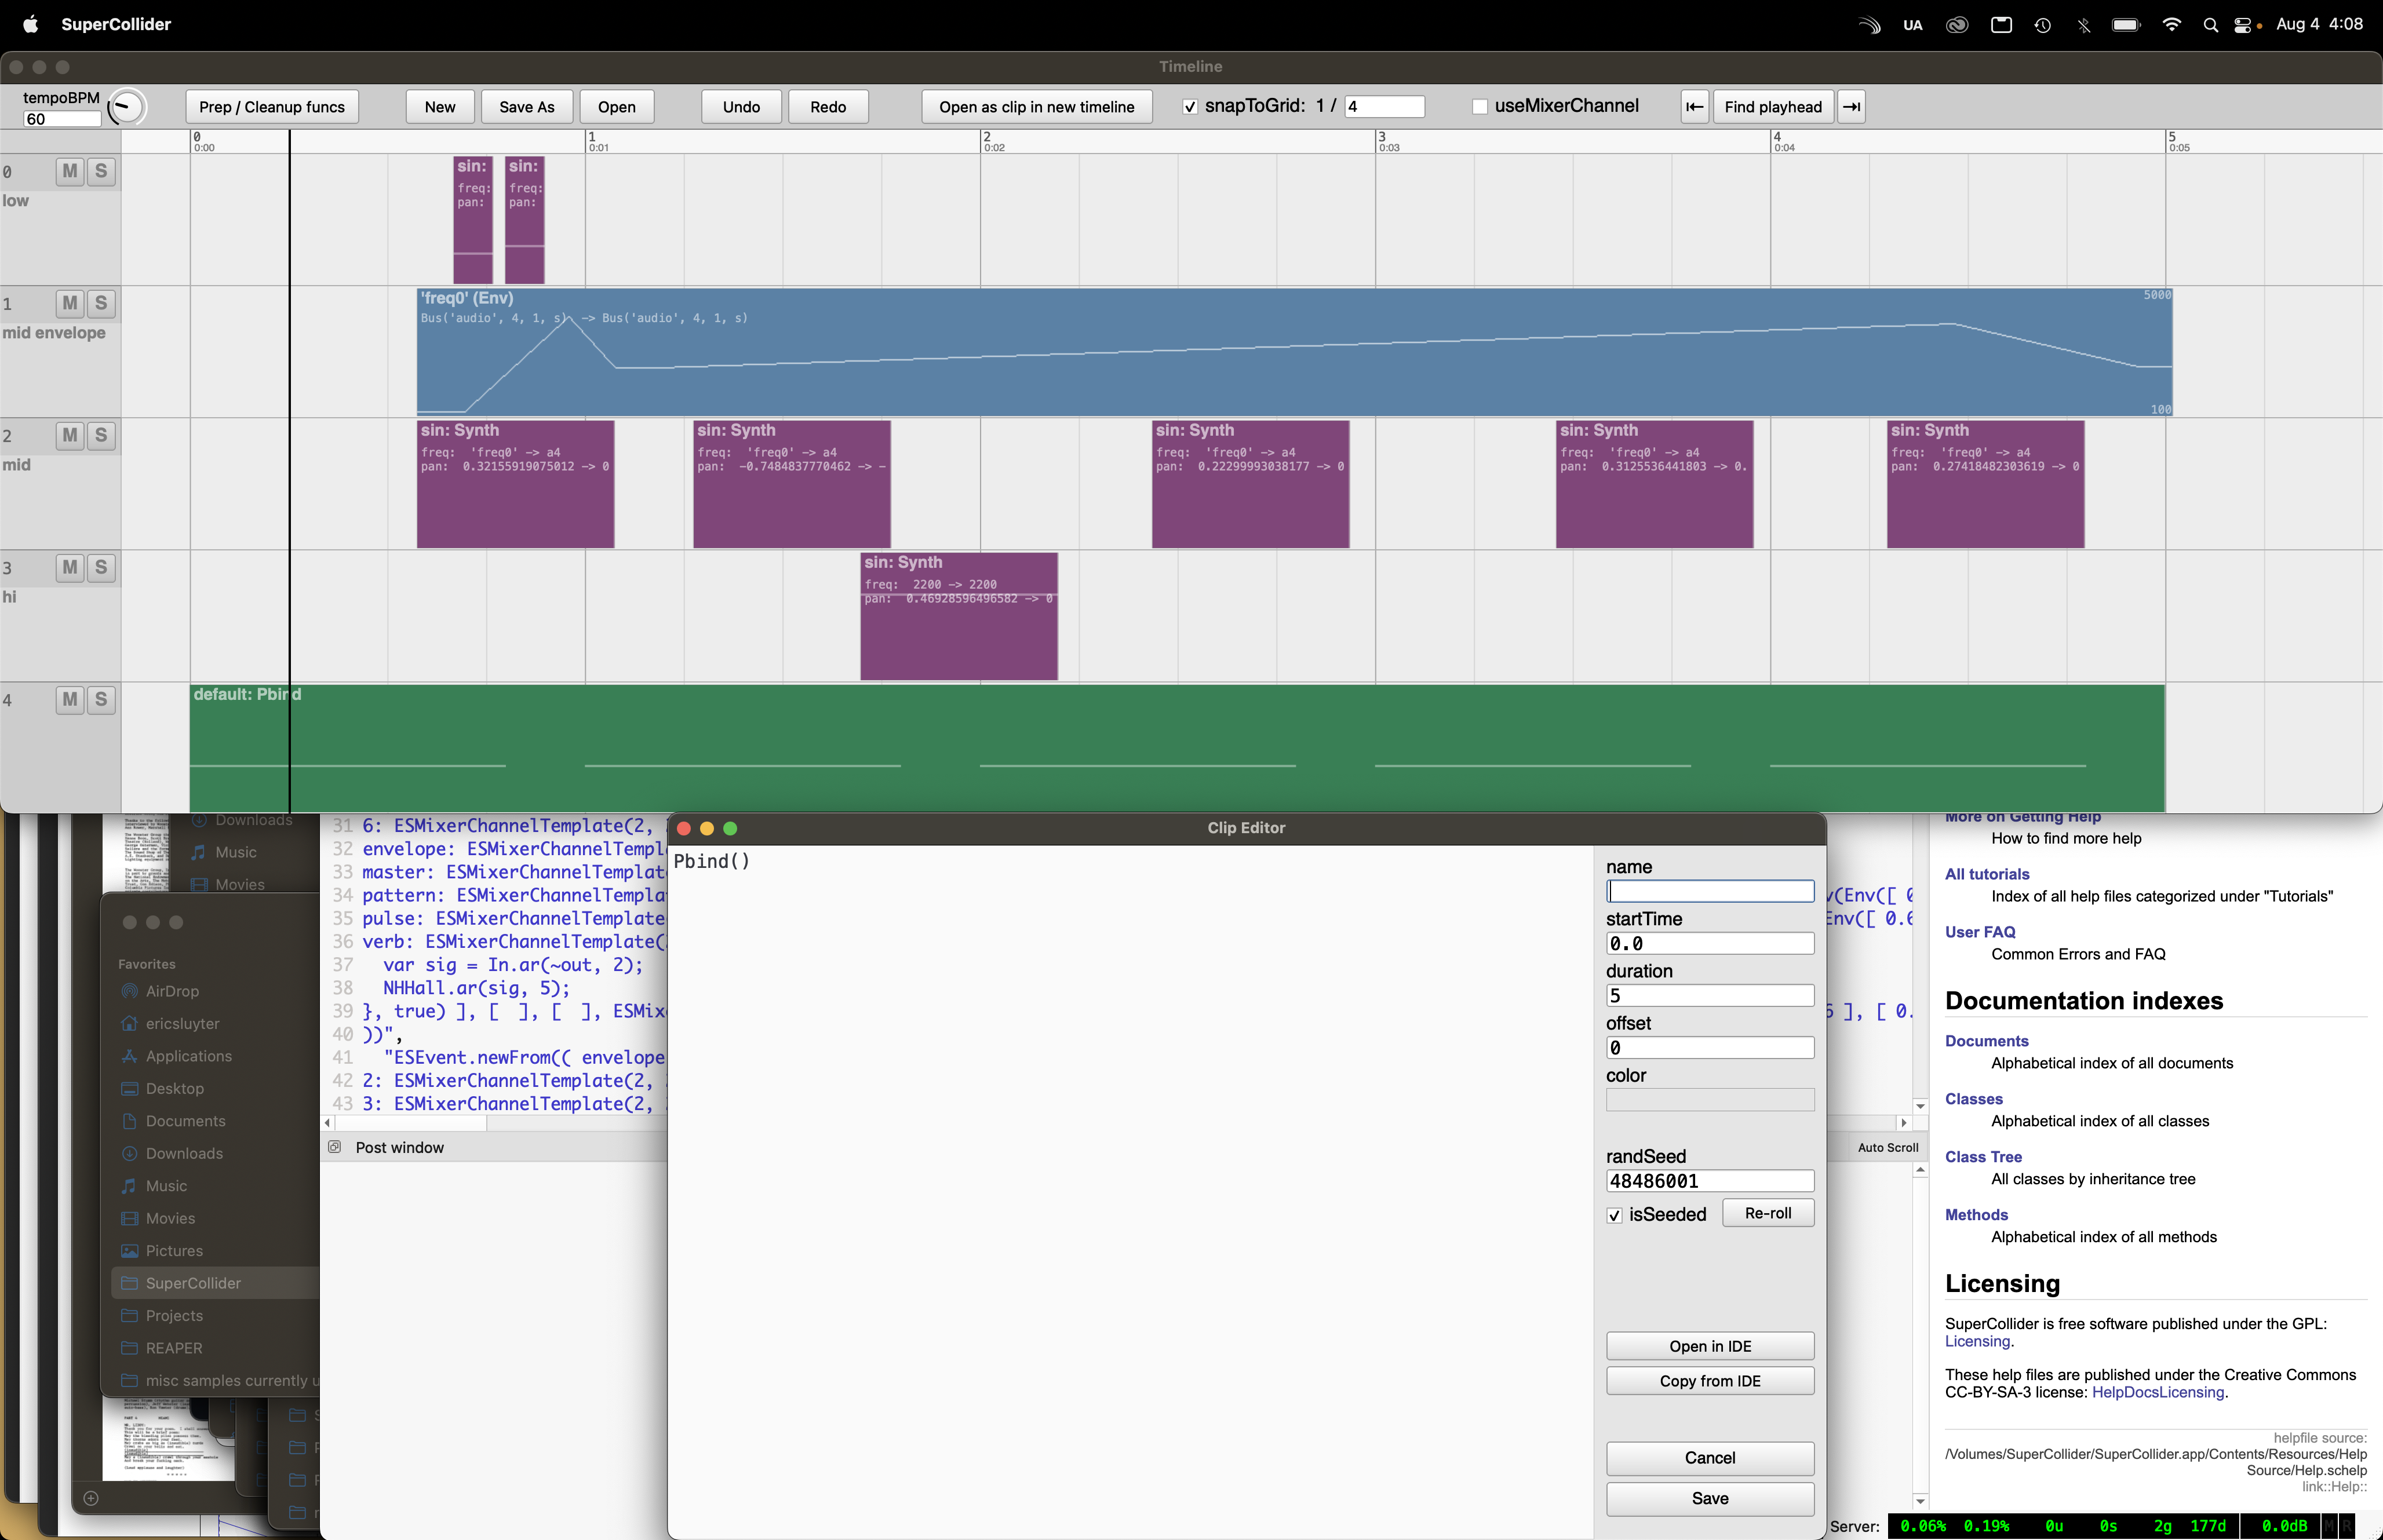 SuperCollider
UA
Aug 4 4:08
Timeline
tempoBPM
60
Prep / Cleanup funcs
New
Save As
Open
Undo
Redo
Open as clip in new timeline
snapToGrid: 1 / 4
useMixerChannel
Find playhead
0 1 2 3 4 5
0:00 0:01 0:02 0:03 0:04 0:05
0 M S
low
sin: sin:
freq: freq:
pan: pan:
1 M S
mid envelope
'freq0' (Env)
Bus('audio', 4, 1, s) -> Bus('audio', 4, 1, s)
5000
100
2 M S
mid
sin: Synth
freq: 'freq0' -> a4
pan: 0.32155919075012 -> 0
sin: Synth
freq: 'freq0' -> a4
pan: -0.7484837770462 -> -
sin: Synth
freq: 'freq0' -> a4
pan: 0.22299993038177 -> 0
sin: Synth
freq: 'freq0' -> a4
pan: 0.3125536441803 -> 0.
sin: Synth
freq: 'freq0' -> a4
pan: 0.27418482303619 -> 0
3 M S
hi
sin: Synth
freq: 2200 -> 2200
pan: 0.46928596496582 -> 0
4 M S
default: Pbind
Downloads
Music
Movies
Favorites
AirDrop
ericsluyter
Applications
Desktop
Documents
Downloads
Music
Movies
Pictures
SuperCollider
Projects
REAPER
misc samples currently u
31 6: ESMixerChannelTemplate(2,
32 envelope: ESMixerChannelTempl
33 master: ESMixerChannelTemplat
34 pattern: ESMixerChannelTempla
35 pulse: ESMixerChannelTemplate
36 verb: ESMixerChannelTemplate(
37 var sig = In.ar(~out, 2);
38 NHHall.ar(sig, 5);
39 }, true) ], [ ], [ ], ESMix
40 ))",
41 "ESEvent.newFrom(( envelope
42 2: ESMixerChannelTemplate(2,
43 3: ESMixerChannelTemplate(2,
v(Env([ 0
Env([ 0.6
6 ], [ 0.
Post window
Auto Scroll
Clip Editor
Pbind()
name
startTime
0.0
duration
5
offset
0
color
randSeed
48486001
isSeeded
Re-roll
Open in IDE
Copy from IDE
Cancel
Save
More on Getting Help
How to find more help
All tutorials
Index of all help files categorized under "Tutorials"
User FAQ
Common Errors and FAQ
Documentation indexes
Documents
Alphabetical index of all documents
Classes
Alphabetical index of all classes
Class Tree
All classes by inheritance tree
Methods
Alphabetical index of all methods
Licensing
SuperCollider is free software published under the GPL:
Licensing.
These help files are published under the Creative Commons
CC-BY-SA-3 license: HelpDocsLicensing.
helpfile source:
/Volumes/SuperCollider/SuperCollider.app/Contents/Resources/Help
Source/Help.schelp
link::Help::
Server: 0.06% 0.19% 0u 0s 2g 177d 0.0dB M R